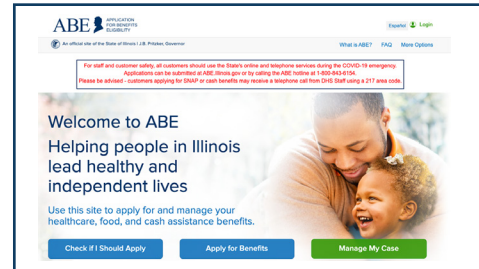 ABE APPLICATION
FOR BENEFITS
ELIGIBILITY
Español Login
An official site of the State of Illinois | J.B. Pritzker, Governor
What is ABE? FAQ More Options
For staff and customer safety, all customers should use the State's online and telephone services during the COVID-19 emergency.
Applications can be submitted at ABE.Illinois.gov or by calling the ABE hotline at 1-800-843-6154.
Please be advised - customers applying for SNAP or cash benefits may receive a telephone call from DHS Staff using a 217 area code.
Welcome to ABE
Helping people in Illinois
lead healthy and
independent lives
Use this site to apply for and manage your
healthcare, food, and cash assistance benefits.
Check if I Should Apply Apply for Benefits Manage My Case